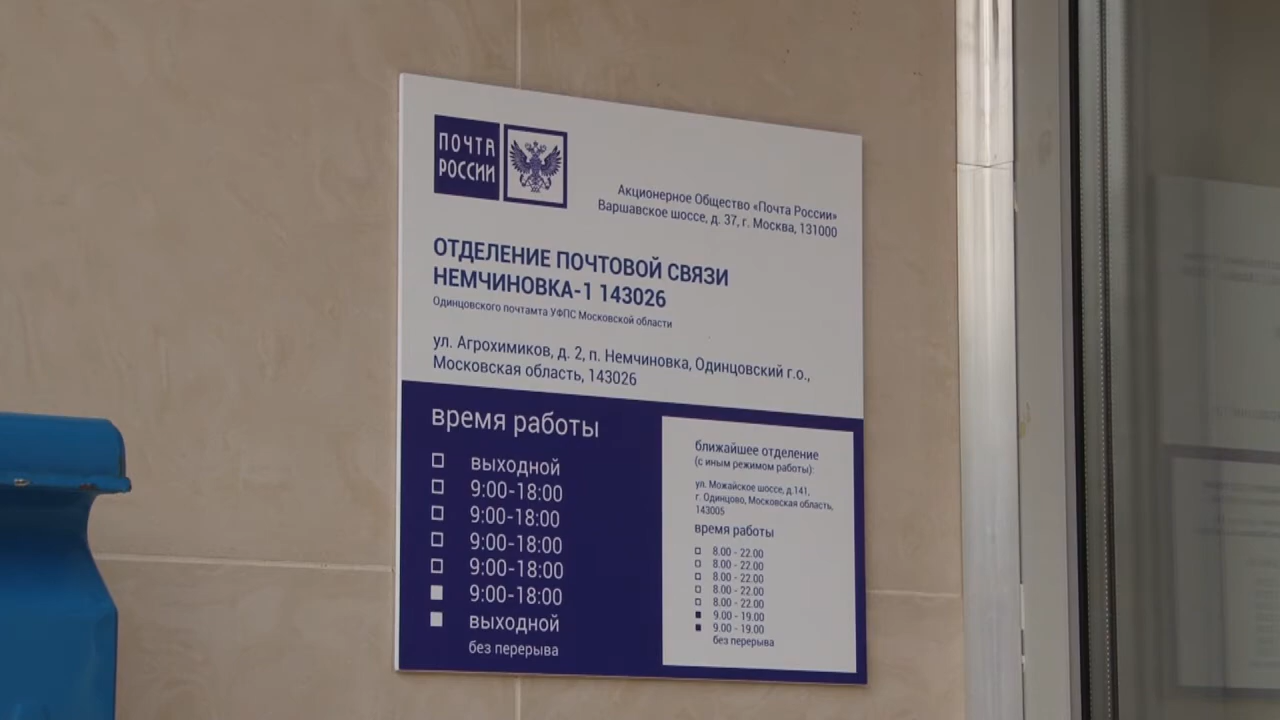 ПОЧТА
РОССИИ
Акционерное Общество «Почта России»
Варшавское шоссе, д. 37, г. Москва, 131000
ОТДЕЛЕНИЕ ПОЧТОВОЙ СВЯЗИ
НЕМЧИНОВКА-1 143026
Одинцовского почтамта УФПС Московской области
ул. Агрохимиков, д. 2, п. Немчиновка, Одинцовский г.о.,
Московская область, 143026
время работы
выходной
9:00-18:00
9:00-18:00
9:00-18:00
9:00-18:00
9:00-18:00
выходной
без перерыва
ближайшее отделение
(с иным режимом работы):
ул. Можайское шоссе, д.141,
г. Одинцово, Московская область,
143005
время работы
8.00 - 22.00
8.00 - 22.00
8.00 - 22.00
8.00 - 22.00
8.00 - 22.00
9.00 - 19.00
9.00 - 19.00
без перерыва